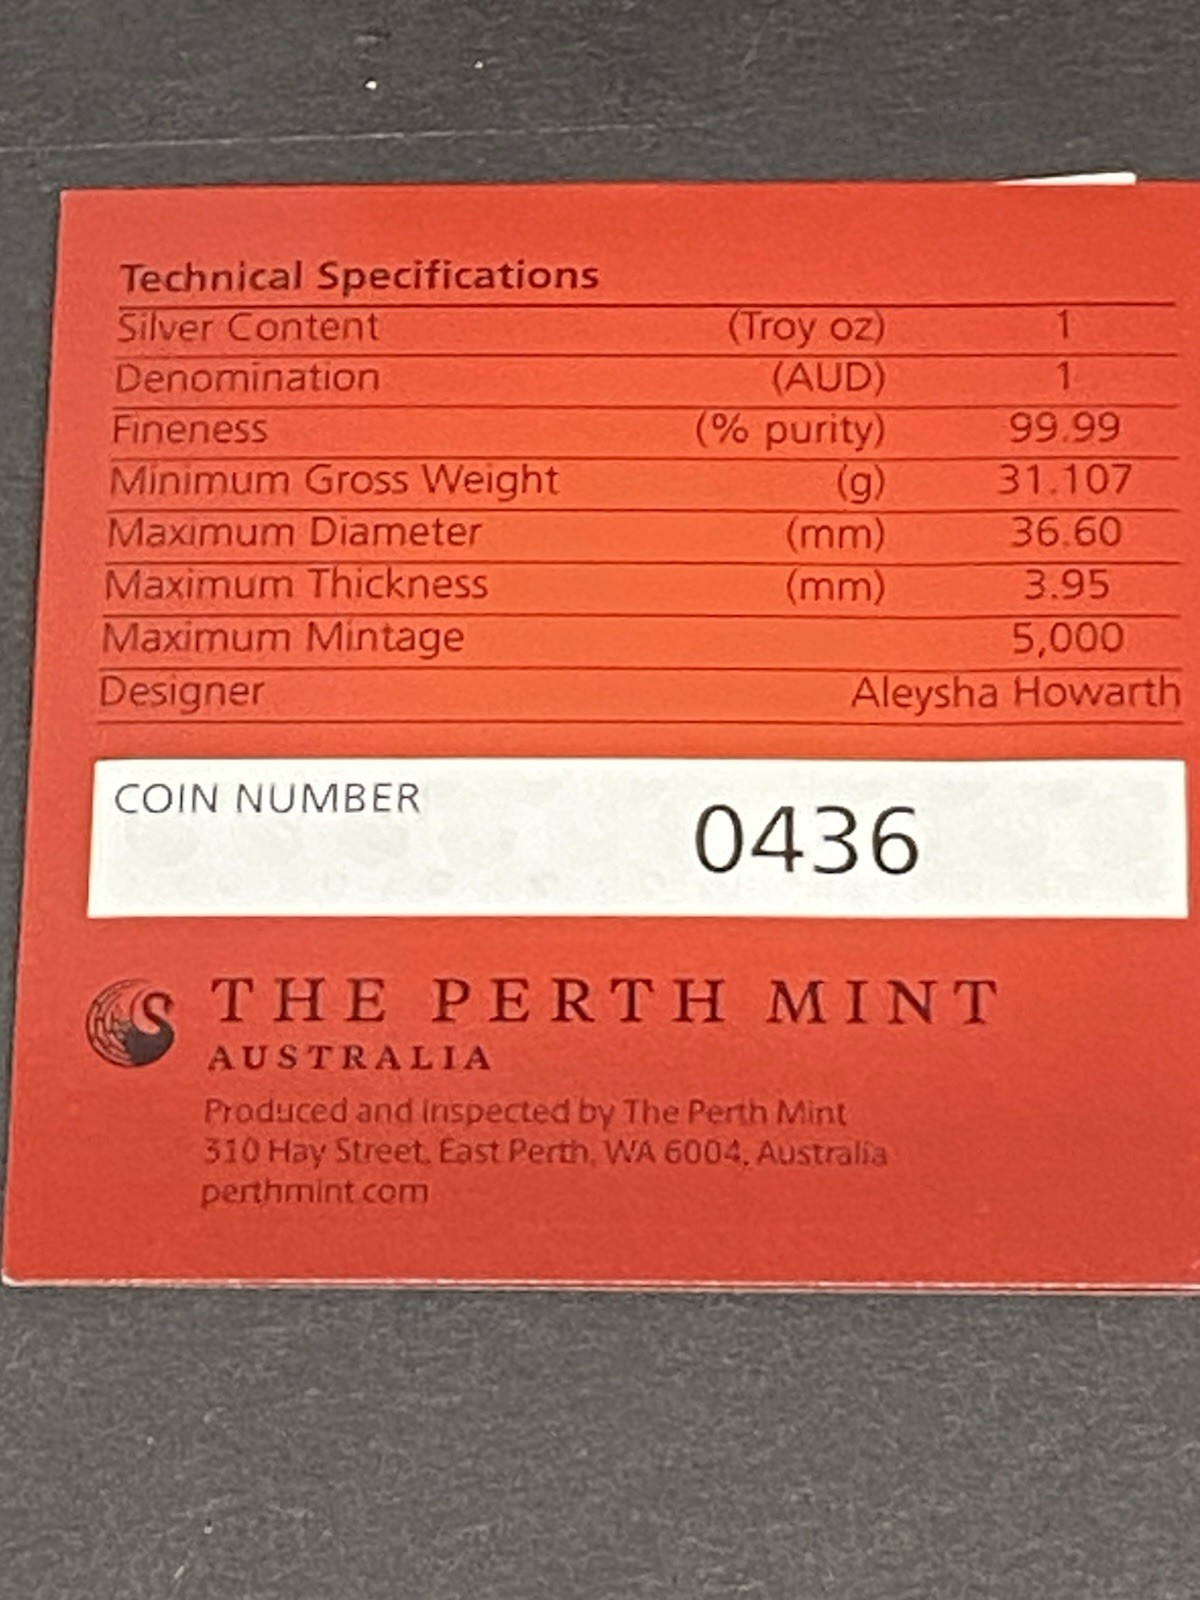 Technical Specifications
Silver Content (Troy oz) 1
Denomination (AUD) 1
Fineness (% purity) 99.99
Minimum Gross Weight (g) 31.107
Maximum Diameter (mm) 36.60
Maximum Thickness (mm) 3.95
Maximum Mintage 5,000
Designer Aleysha Howarth
COIN NUMBER 0436
THE PERTH MINT
AUSTRALIA
Produced and inspected by The Perth Mint
310 Hay Street, East Perth, WA 6004, Australia
perthmint.com